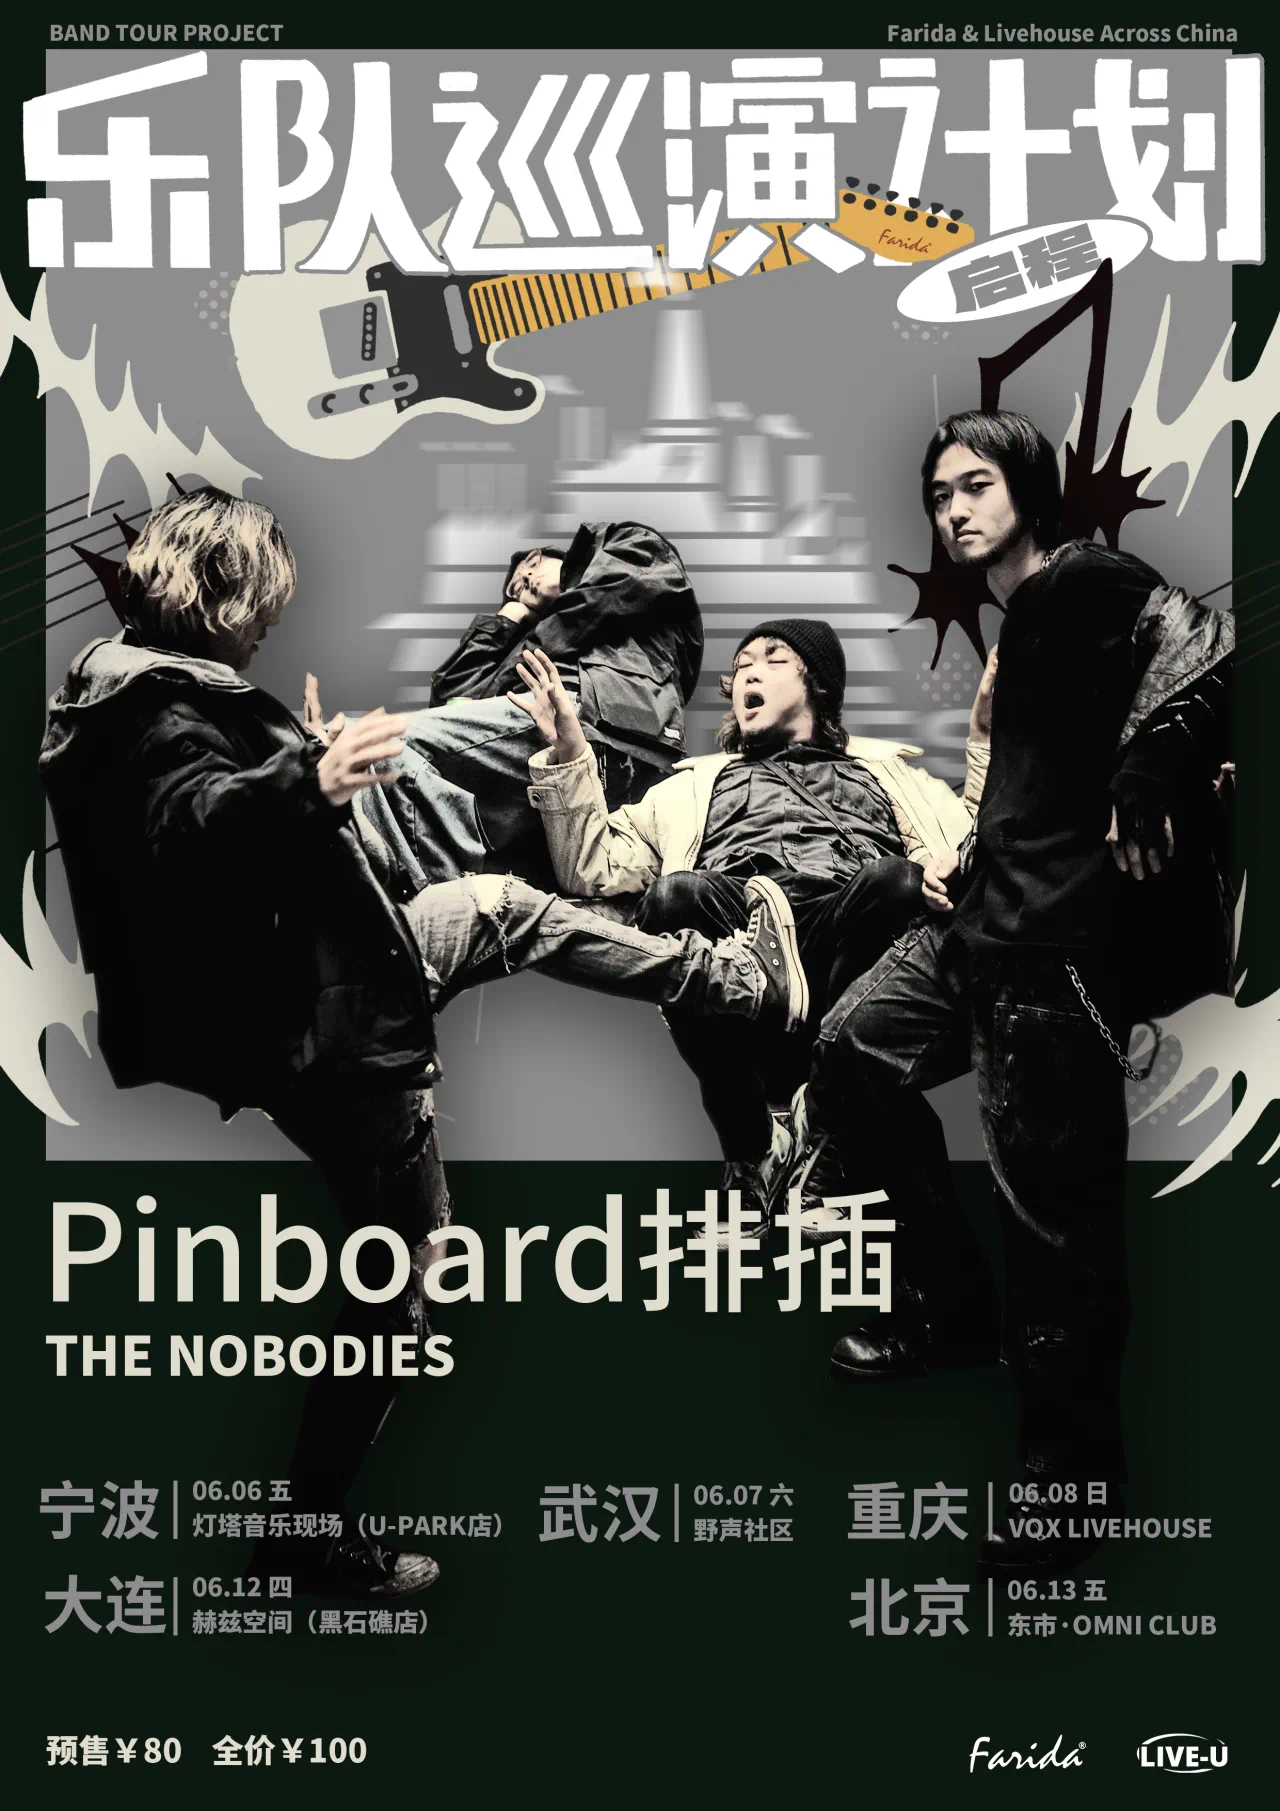 BAND TOUR PROJECT
Farida & Livehouse Across China
乐队巡演计划
Farida
启程
Pinboard排插
THE NOBODIES
宁波
06.06 五
灯塔音乐现场（U-PARK店）
武汉
06.07 六
野声社区
重庆
06.08 日
VOX LIVEHOUSE
大连
06.12 四
赫兹空间（黑石礁店）
北京
06.13 五
东市·OMNI CLUB
预售￥80 全价￥100
Farida®
LIVE-U